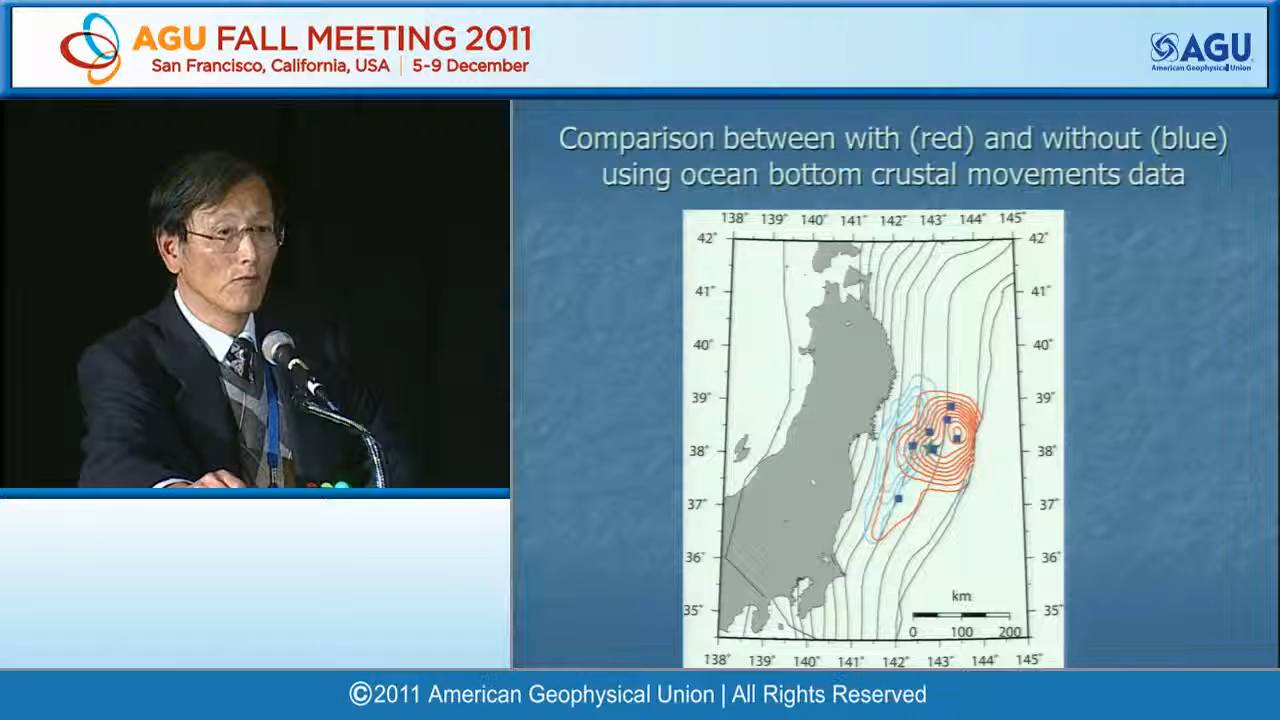 AGU FALL MEETING 2011
San Francisco, California, USA | 5-9 December
AGU
American Geophysical Union
Comparison between with (red) and without (blue)
using ocean bottom crustal movements data
138° 139° 140° 141° 142° 143° 144° 145°
42° 42°
41° 41°
40° 40°
39° 39°
38° 38°
37° 37°
36° 36°
35° 35°
km
0 100 200
138° 139° 140° 141° 142° 143° 144° 145°
©2011 American Geophysical Union | All Rights Reserved